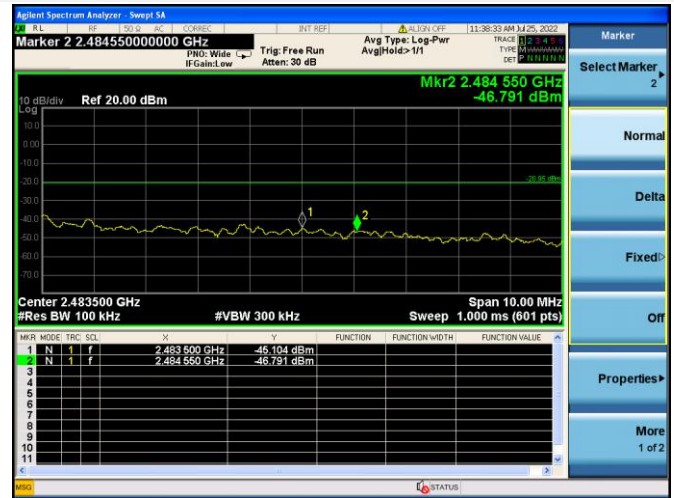 Agilent Spectrum Analyzer - Swept SA
RL RF 50 Ω AC CORREC INT REF ALIGN OFF 11:38:33 AM Jul 25, 2022
Marker 2 2.484550000000 GHz
PNO: Wide
IFGain:Low
Trig: Free Run
Atten: 30 dB
Avg Type: Log-Pwr
Avg|Hold>1/1
TRACE 1 2 3 4 5 6
TYPE
DET P N N N N N
Mkr2 2.484 550 GHz
-46.791 dBm
10 dB/div Ref 20.00 dBm
Log
10.0
0.00
-10.0
-20.0
-20.95 dBm
-30.0
-40.0
1
2
-50.0
-60.0
-70.0
Center 2.483500 GHz Span 10.00 MHz
#Res BW 100 kHz #VBW 300 kHz Sweep 1.000 ms (601 pts)
MKR MODE TRC SCL X Y FUNCTION FUNCTION WIDTH FUNCTION VALUE
1 N 1 f 2.483 500 GHz -45.104 dBm
2 N 1 f 2.484 550 GHz -46.791 dBm
3
4
5
6
7
8
9
10
11
MSG STATUS
Marker
Select Marker
2
Normal
Delta
Fixed
Off
Properties
More
1 of 2